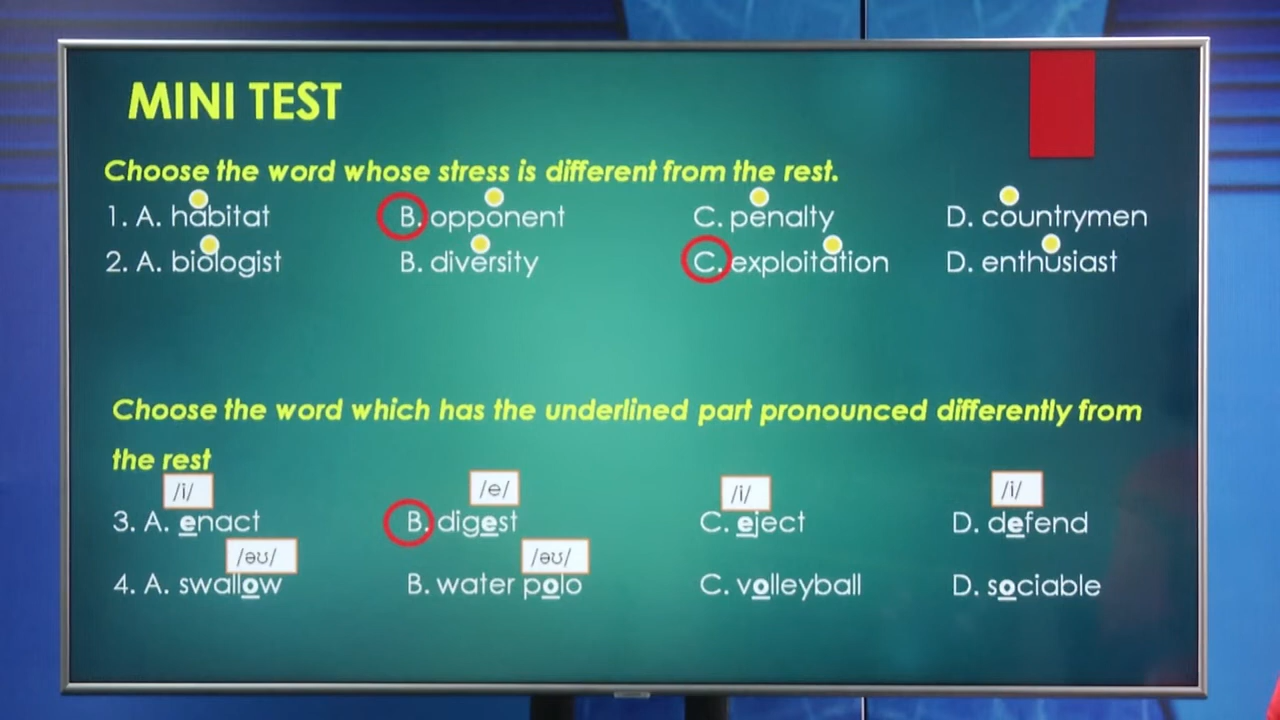 MINI TEST
Choose the word whose stress is different from the rest.
1. A. habitat B. opponent C. penalty D. countrymen
2. A. biologist B. diversity C. exploitation D. enthusiast
Choose the word which has the underlined part pronounced differently from
the rest
/i/ /e/ /i/ /i/
3. A. enact B. digest C. eject D. defend
/əʊ/ /əʊ/
4. A. swallow B. water polo C. volleyball D. sociable